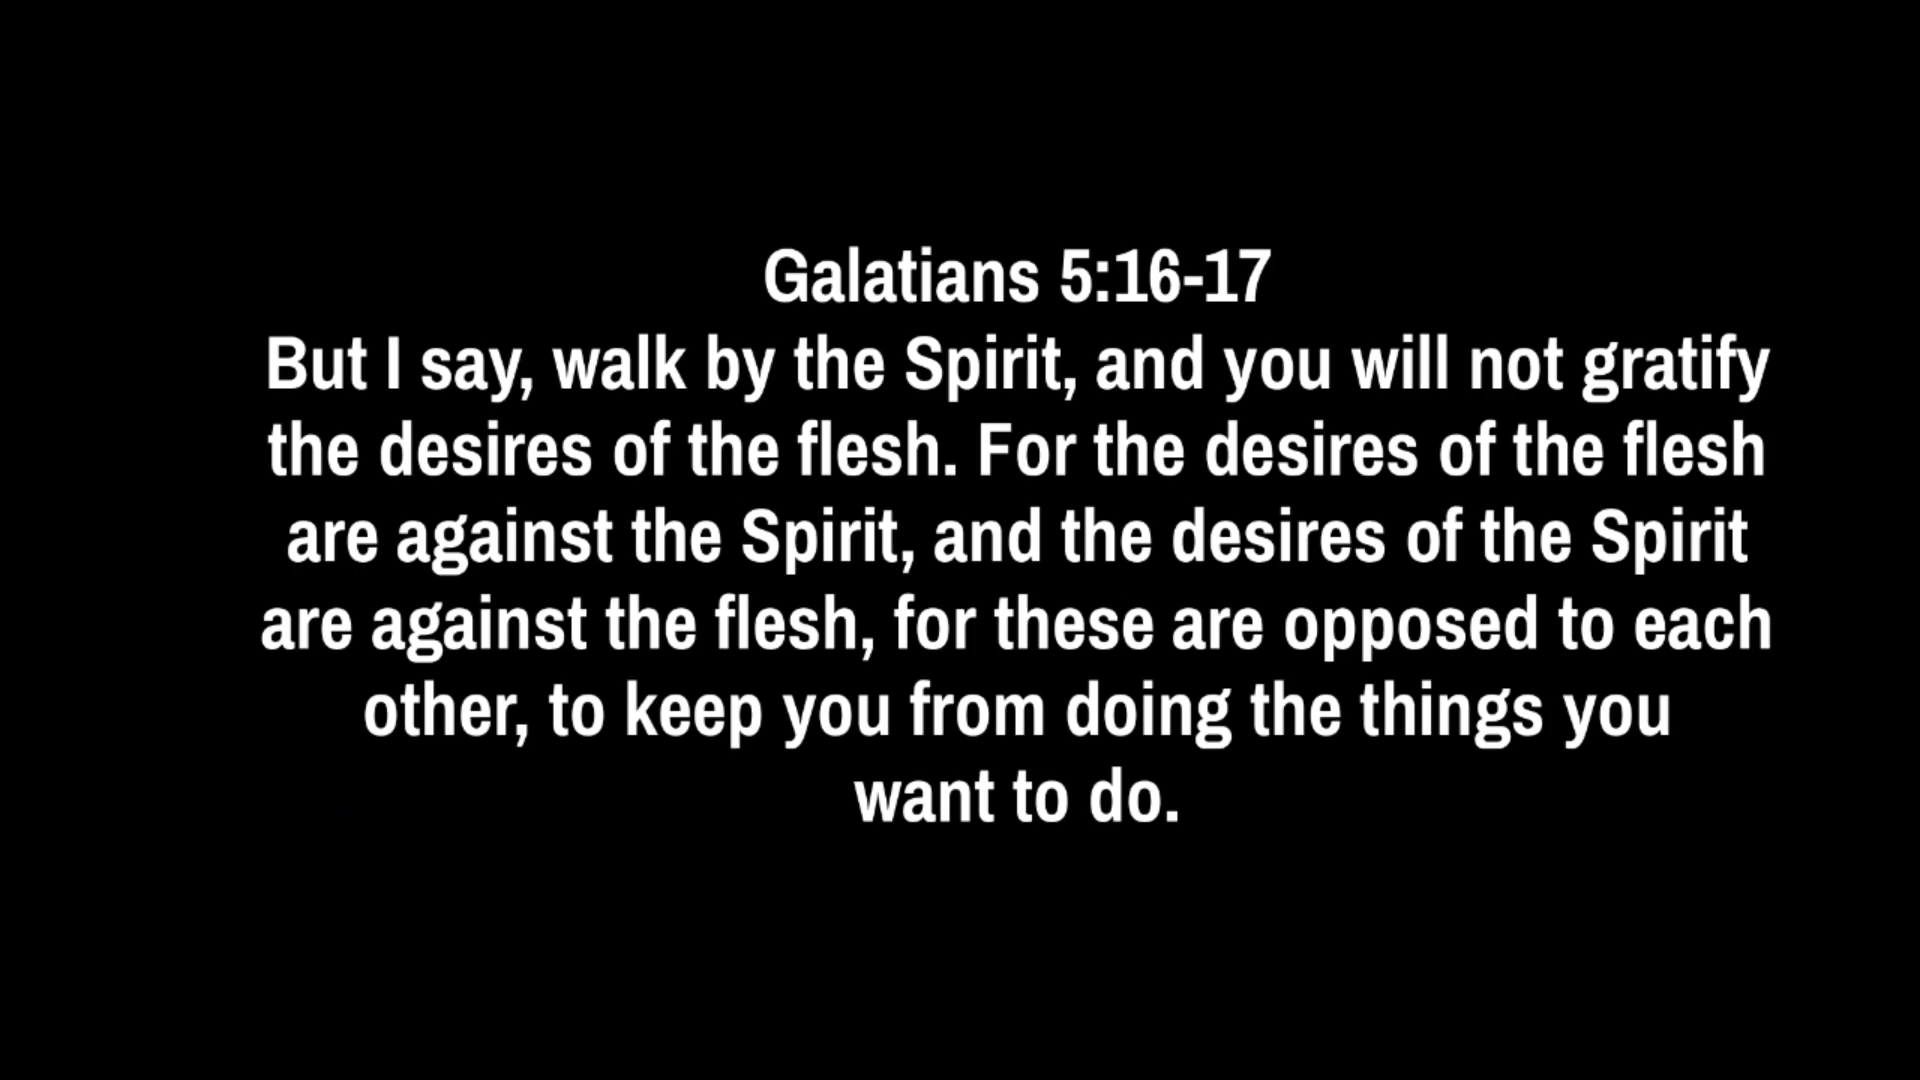 Galatians 5:16-17
But I say, walk by the Spirit, and you will not gratify
the desires of the flesh. For the desires of the flesh
are against the Spirit, and the desires of the Spirit
are against the flesh, for these are opposed to each
other, to keep you from doing the things you
want to do.